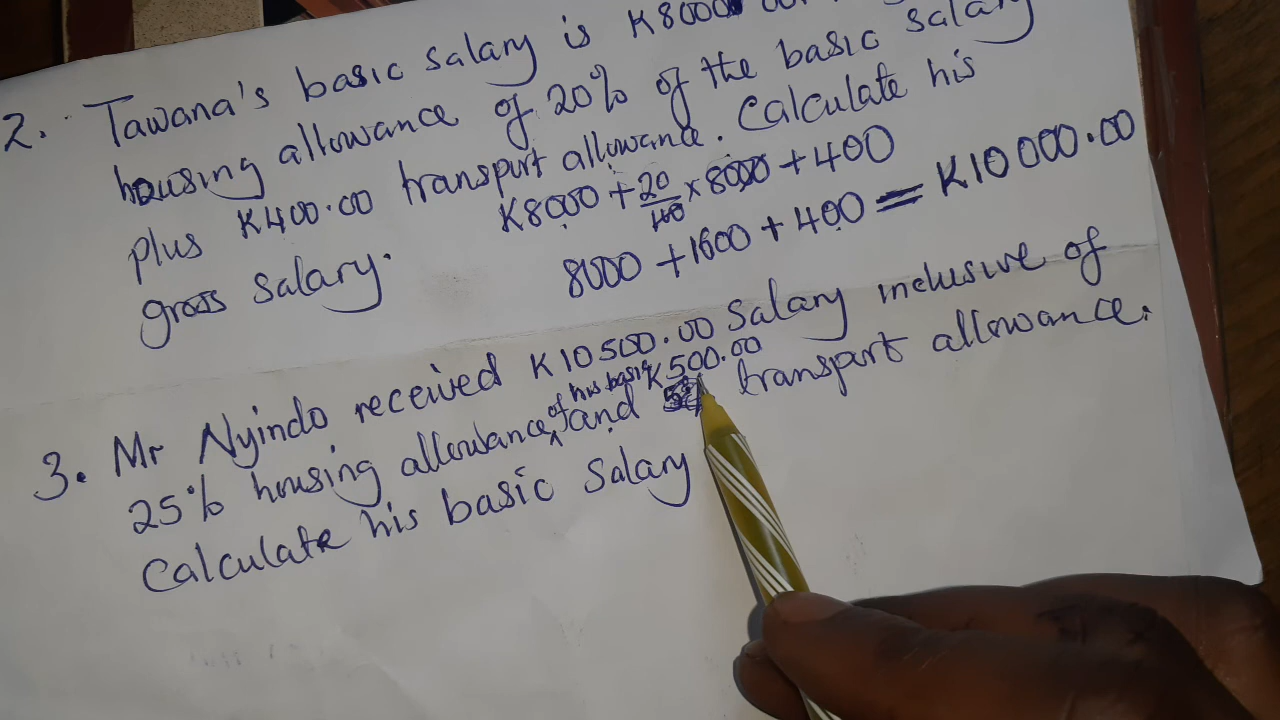 2. Tawana's basic salary is K8000
housing allowance of 20% of the basic salary
plus K400.00 transport allowance. Calculate his
gross salary.
K8000 + 20/100 x 8000 + 400
8000 + 1600 + 400 = K10 000.00
3. Mr Nyindo received K10 500.00 Salary inclusive of
25% housing allowance of his basic and K500.00 transport allowance.
Calculate his basic Salary